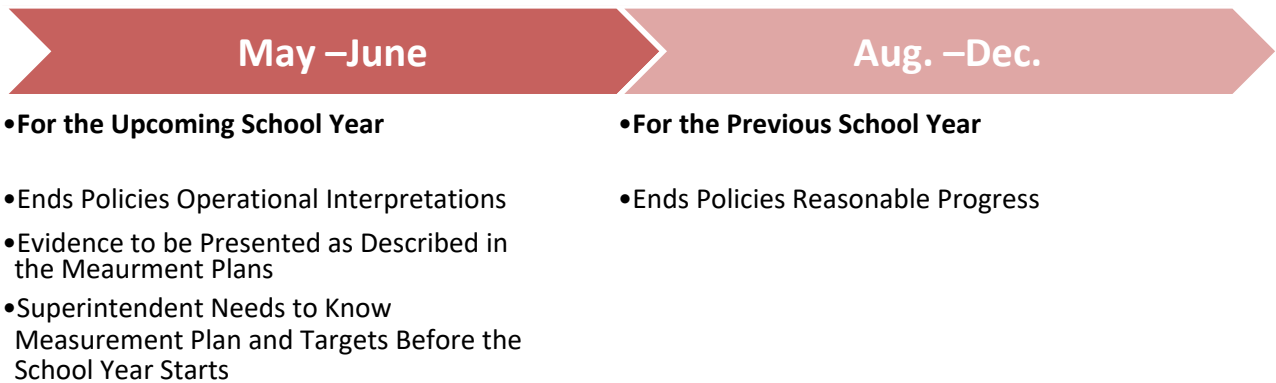 May –June
•For the Upcoming School Year
•Ends Policies Operational Interpretations
•Evidence to be Presented as Described in
the Meaurment Plans
•Superintendent Needs to Know
Measurement Plan and Targets Before the
School Year Starts
Aug. –Dec.
•For the Previous School Year
•Ends Policies Reasonable Progress